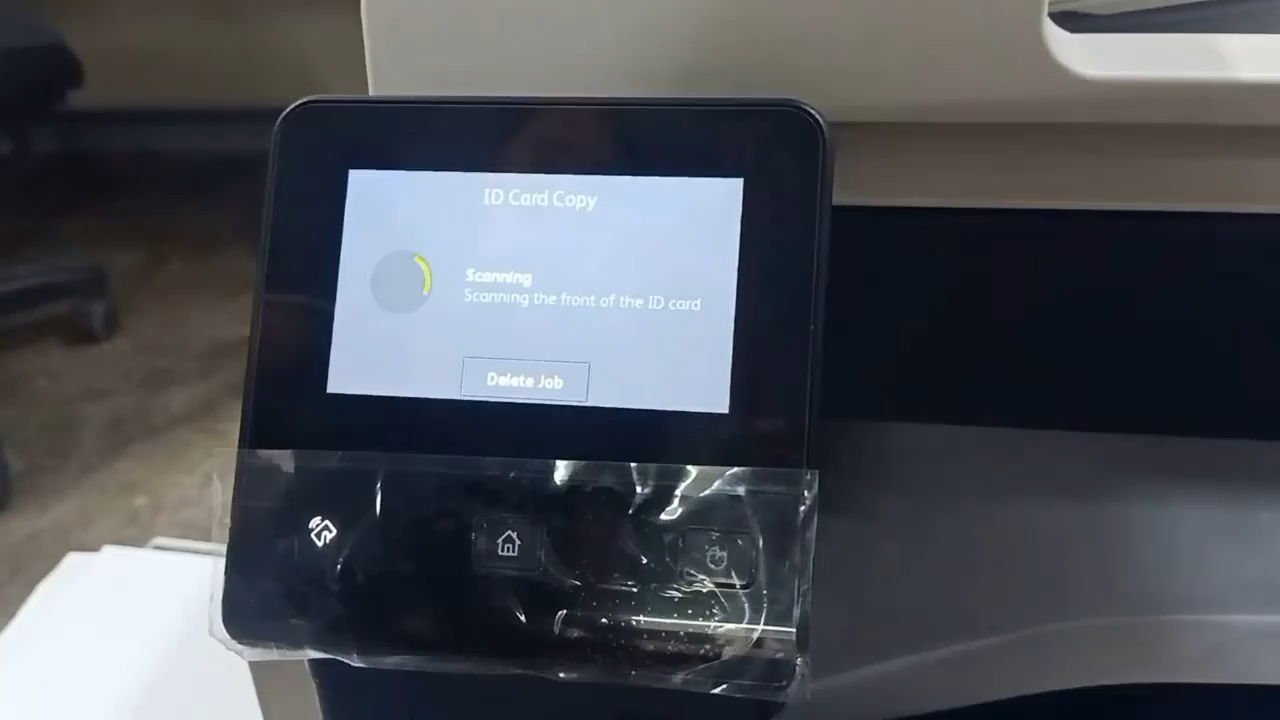 ID Card Copy
Scanning
Scanning the front of the ID card
Delete Job